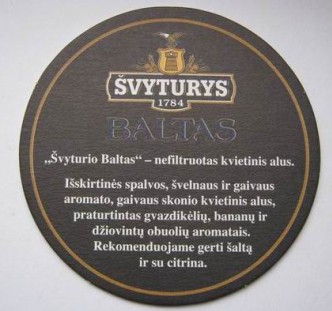 ŠVYTURYS
1784
BALTAS
„Švyturio Baltas“ – nefiltruotas kvietinis alus.
Išskirtinės spalvos, švelnaus ir gaivaus
aromato, gaivaus skonio kvietinis alus,
praturtintas gvazdikėlių, bananų ir
džiovintų obuolių aromatais.
Rekomenduojame gerti šaltą
ir su citrina.